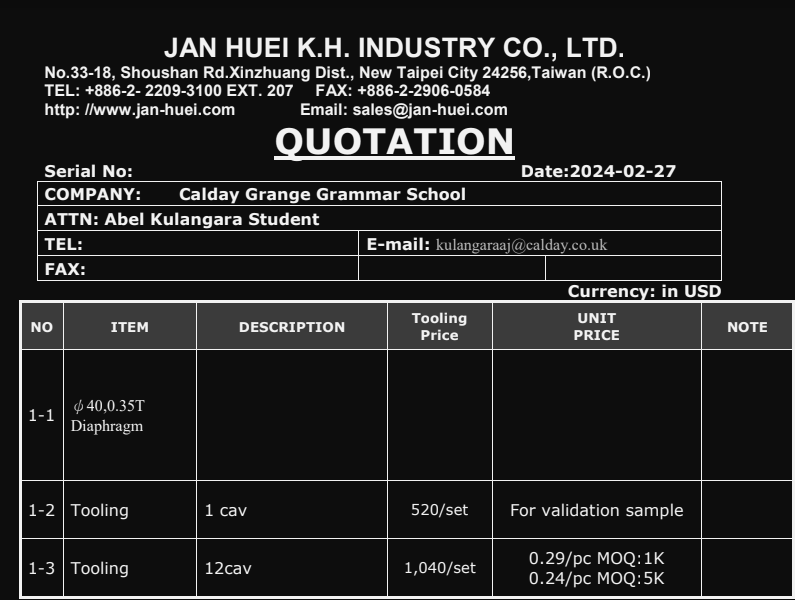 JAN HUEI K.H. INDUSTRY CO., LTD.
No.33-18, Shoushan Rd.Xinzhuang Dist., New Taipei City 24256,Taiwan (R.O.C.)
TEL: +886-2- 2209-3100 EXT. 207 FAX: +886-2-2906-0584
http: //www.jan-huei.com Email: sales@jan-huei.com
QUOTATION
Serial No: Date:2024-02-27
COMPANY: Calday Grange Grammar School
ATTN: Abel Kulangara Student
TEL: E-mail: kulangaraaj@calday.co.uk
FAX:
Currency: in USD
NO ITEM DESCRIPTION Tooling Price UNIT PRICE NOTE
1-1 ψ40,0.35T Diaphragm
1-2 Tooling 1 cav 520/set For validation sample
1-3 Tooling 12cav 1,040/set 0.29/pc MOQ:1K
0.24/pc MOQ:5K